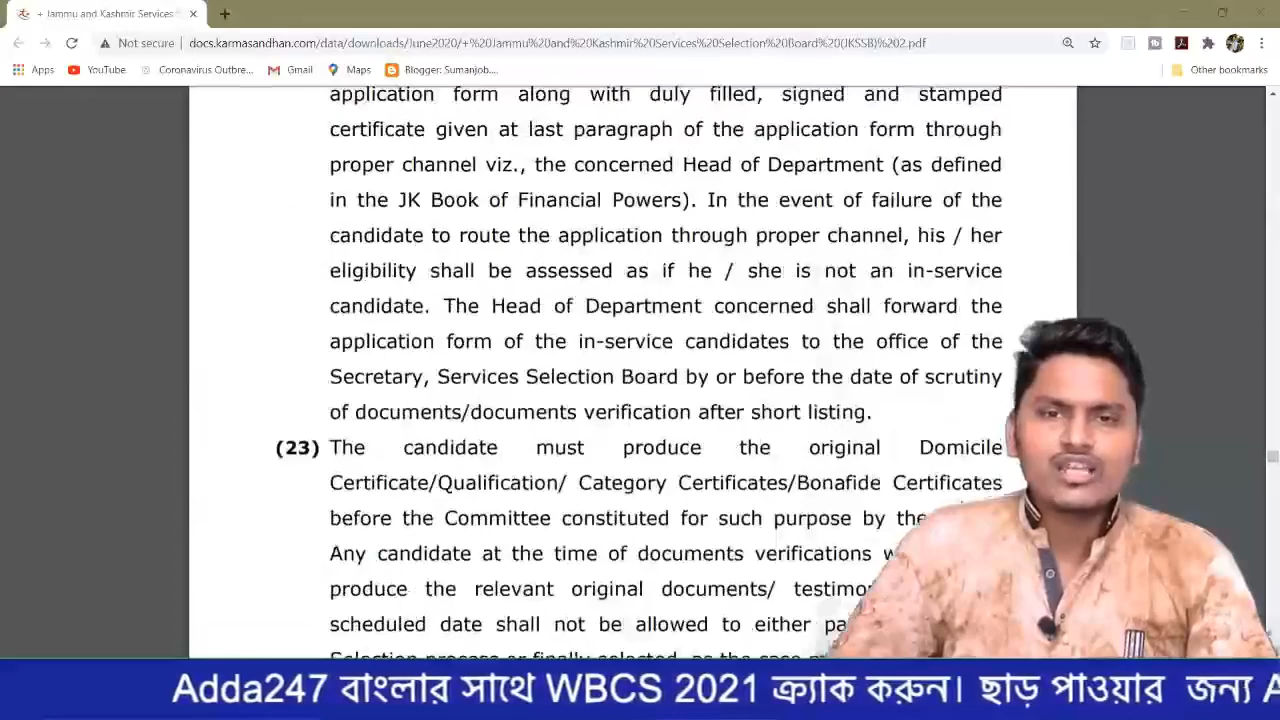 + Jammu and Kashmir Services
Not secure
docs.karmasandhan.com/data/downloads/June2020/+%20Jammu%20and%20Kashmir%20Services%20Selection%20Board%20(JKSSB)%202.pdf
Apps YouTube Coronavirus Outbre... Gmail Maps Blogger: Sumanjob.... Other bookmarks
application form along with duly filled, signed and stamped
certificate given at last paragraph of the application form through
proper channel viz., the concerned Head of Department (as defined
in the JK Book of Financial Powers). In the event of failure of the
candidate to route the application through proper channel, his / her
eligibility shall be assessed as if he / she is not an in-service
candidate. The Head of Department concerned shall forward the
application form of the in-service candidates to the office of the
Secretary, Services Selection Board by or before the date of scrutiny
of documents/documents verification after short listing.
(23) The candidate must produce the original Domicile
Certificate/Qualification/ Category Certificates/Bonafide Certificates
before the Committee constituted for such purpose by the
Any candidate at the time of documents verifications
produce the relevant original documents/
scheduled date shall not be allowed to either
Selection process or finally selected, as the case
Adda247 বাংলার সাথে WBCS 2021 ক্র্যাক করুন। ছাড় পাওয়ার জন্য A